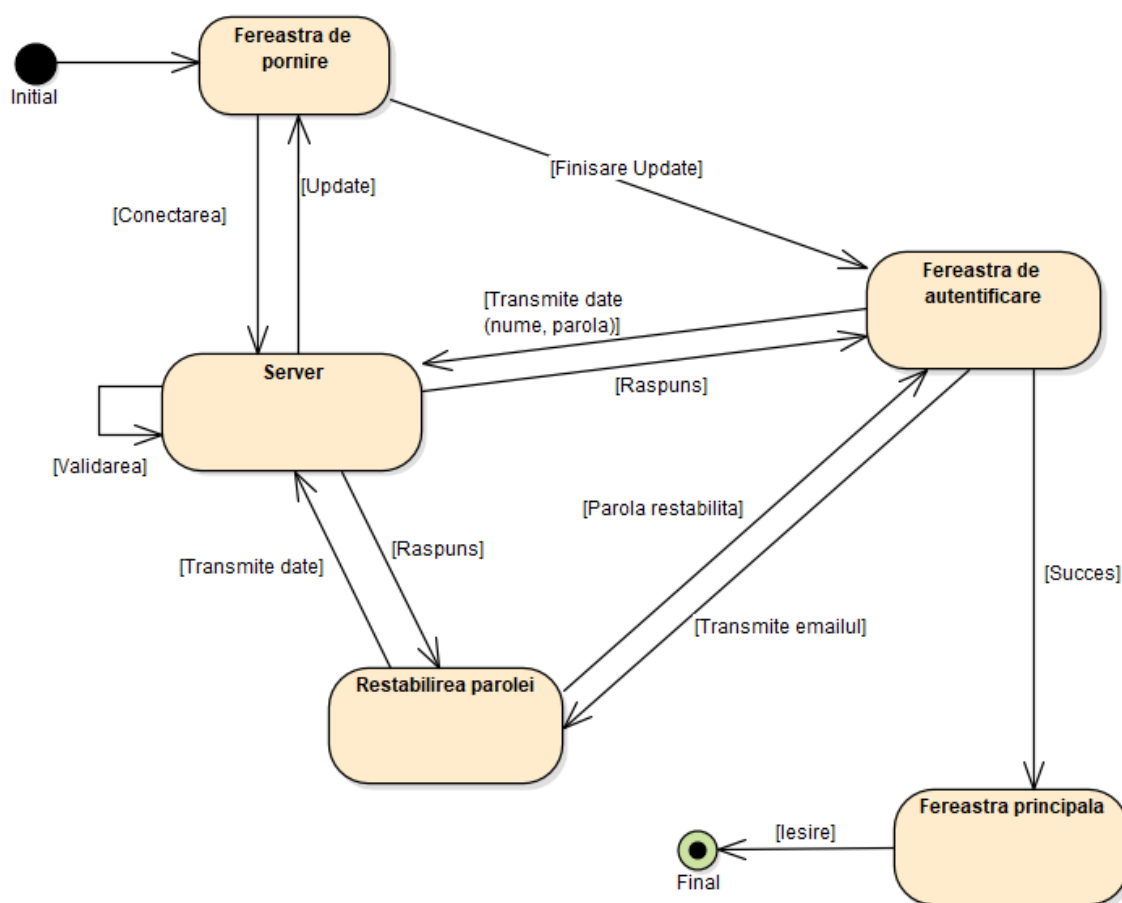 Fereastra de
pornire
Initial
[Finisare Update]
[Update]
[Conectarea]
Fereastra de
autentificare
[Transmite date
(nume, parola)]
Server
[Raspuns]
[Validarea]
[Parola restabilita]
[Raspuns]
[Transmite date]
[Succes]
[Transmite emailul]
Restabilirea parolei
Fereastra principala
[Iesire]
Final